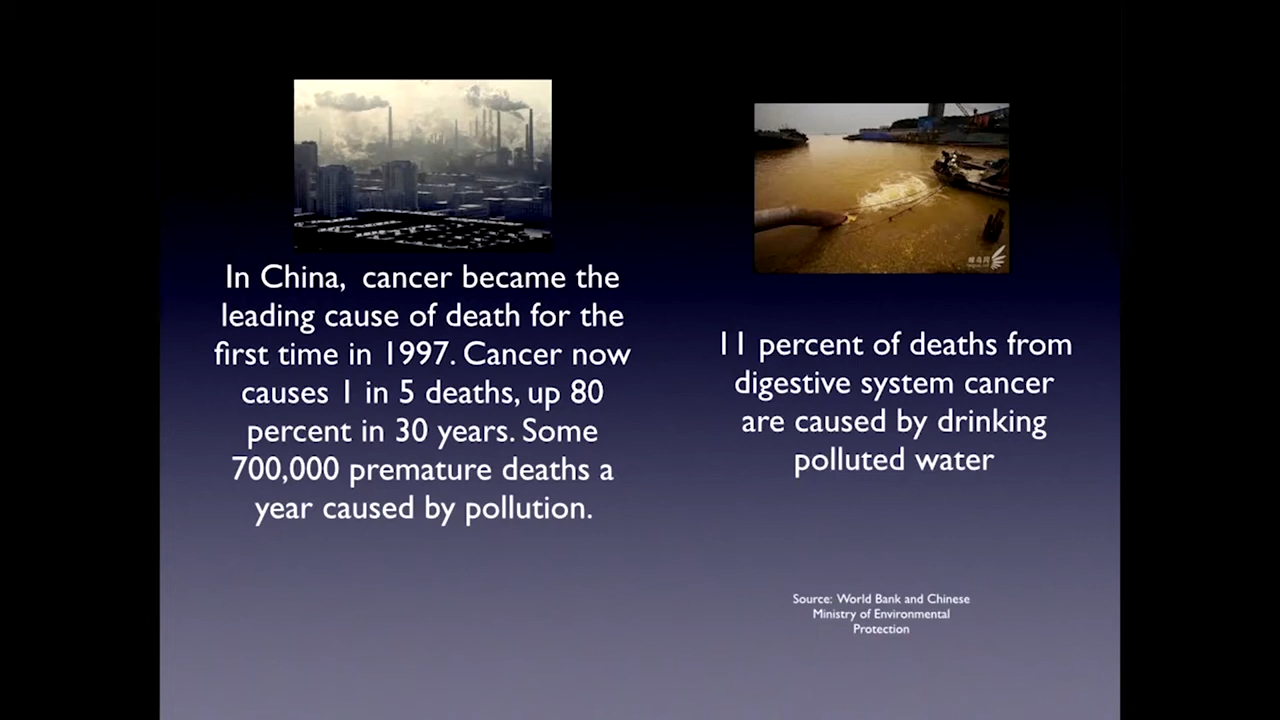 In China,  cancer became the
leading cause of death for the
first time in 1997. Cancer now
causes 1 in 5 deaths, up 80
percent in 30 years. Some
700,000 premature deaths a
year caused by pollution.
11 percent of deaths from
digestive system cancer
are caused by drinking
polluted water
Source: World Bank and Chinese
Ministry of Environmental
Protection